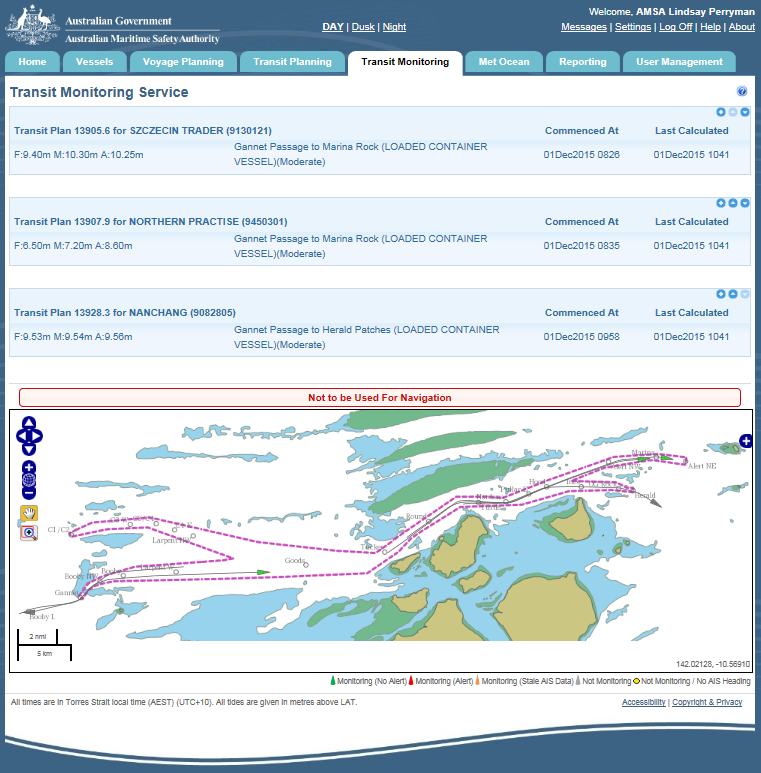 Australian Government
Australian Maritime Safety Authority
DAY | Dusk | Night
Welcome, AMSA Lindsay Perryman
Messages | Settings | Log Off | Help | About
Home
Vessels
Voyage Planning
Transit Planning
Transit Monitoring
Met Ocean
Reporting
User Management
Transit Monitoring Service
Transit Plan 13905.6 for SZCZECIN TRADER (9130121)
Commenced At
Last Calculated
F:9.40m M:10.30m A:10.25m
Gannet Passage to Marina Rock (LOADED CONTAINER
VESSEL)(Moderate)
01Dec2015 0826
01Dec2015 1041
Transit Plan 13907.9 for NORTHERN PRACTISE (9450301)
Commenced At
Last Calculated
F:6.50m M:7.20m A:8.60m
Gannet Passage to Marina Rock (LOADED CONTAINER
VESSEL)(Moderate)
01Dec2015 0835
01Dec2015 1041
Transit Plan 13928.3 for NANCHANG (9082805)
Commenced At
Last Calculated
F:9.53m M:9.54m A:9.56m
Gannet Passage to Herald Patches (LOADED CONTAINER
VESSEL)(Moderate)
01Dec2015 0958
01Dec2015 1041
Not to be Used For Navigation
Marina
Alert NE
Herald
C1/C2
Goods
Booby I.
2 nmi
5 km
142.02128, -10.56910
Monitoring (No Alert)
Monitoring (Alert)
Monitoring (Stale AIS Data)
Not Monitoring
Not Monitoring / No AIS Heading
All times are in Torres Strait local time (AEST) (UTC+10). All tides are given in metres above LAT.
Accessibility | Copyright & Privacy